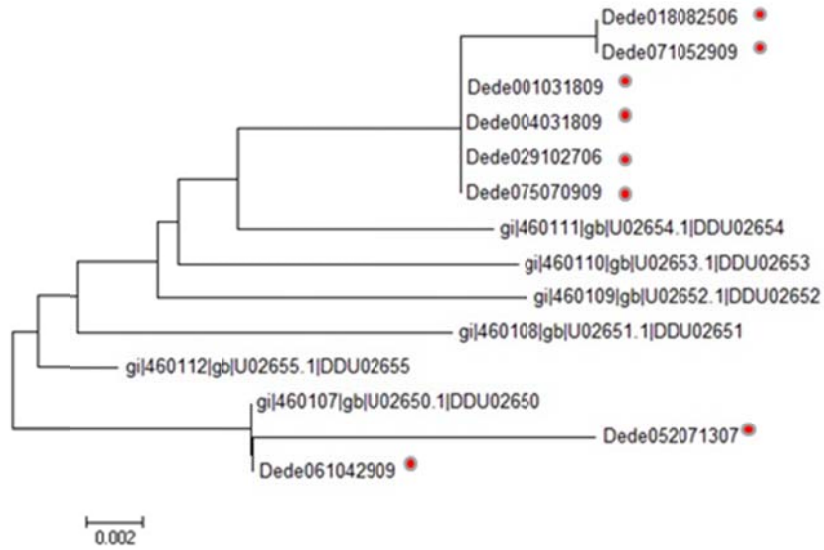 Dede018082506
Dede071052909
Dede001031809
Dede004031809
Dede029102706
Dede075070909
gi|460111|gb|U02654.1|DDU02654
gi|460110|gb|U02653.1|DDU02653
gi|460109|gb|U02652.1|DDU02652
gi|460108|gb|U02651.1|DDU02651
gi|460112|gb|U02655.1|DDU02655
gi|460107|gb|U02650.1|DDU02650
Dede052071307
Dede061042909
0.002